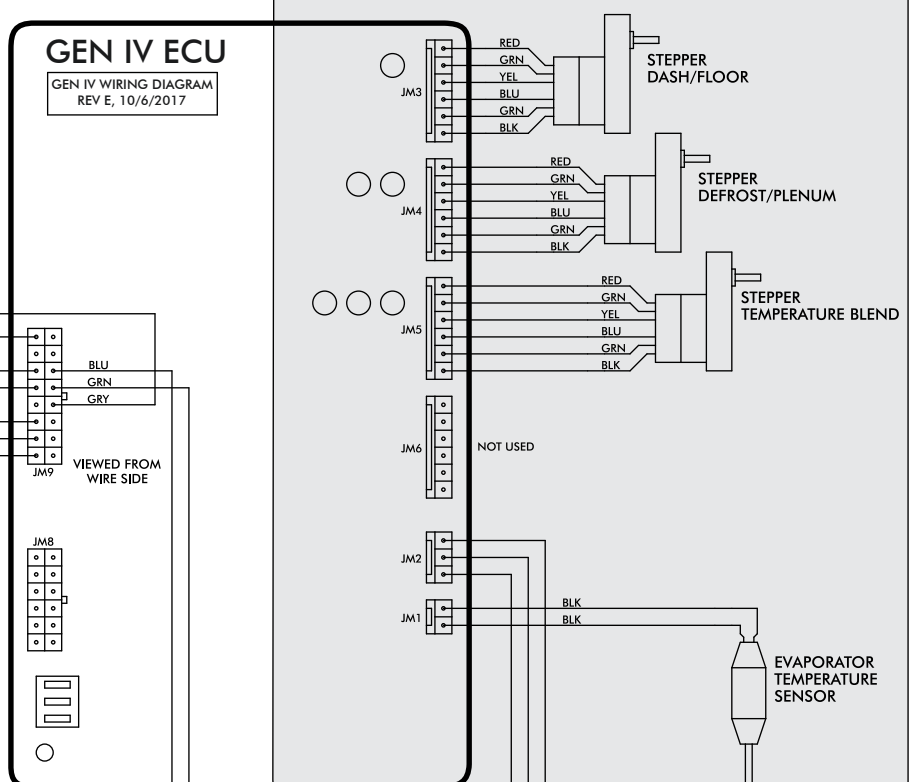 GEN IV ECU
GEN IV WIRING DIAGRAM
REV E, 10/6/2017
JM3
RED
GRN
YEL
BLU
GRN
BLK
STEPPER
DASH/FLOOR
JM4
RED
GRN
YEL
BLU
GRN
BLK
STEPPER
DEFROST/PLENUM
JM5
RED
GRN
YEL
BLU
GRN
BLK
STEPPER
TEMPERATURE BLEND
BLU
GRN
GRY
JM9
VIEWED FROM
WIRE SIDE
JM6
NOT USED
JM8
JM2
JM1
BLK
BLK
EVAPORATOR
TEMPERATURE
SENSOR